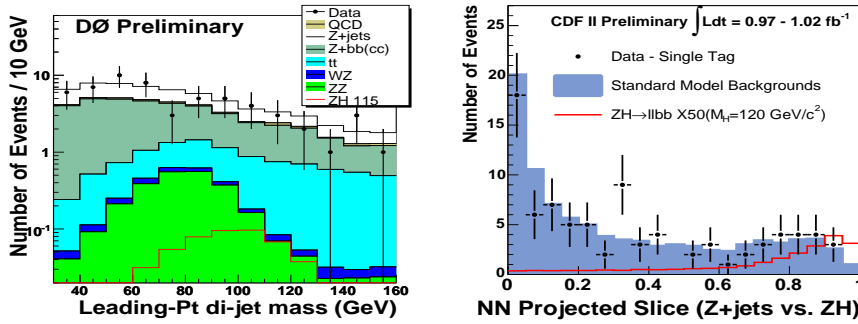 DØ Preliminary
Data
QCD
Z+jets
Z+bb(cc)
tt
WZ
ZZ
ZH 115
Number of Events / 10 GeV
10
1
10⁻¹
40 60 80 100 120 140 160
Leading-Pt di-jet mass (GeV)
CDF II Preliminary ∫ Ldt = 0.97 - 1.02 fb⁻¹
Data - Single Tag
Standard Model Backgrounds
ZH→llbb X50(M_H=120 GeV/c²)
Number of Events
25
20
15
10
5
0
0 0.2 0.4 0.6 0.8 1
NN Projected Slice (Z+jets vs. ZH)